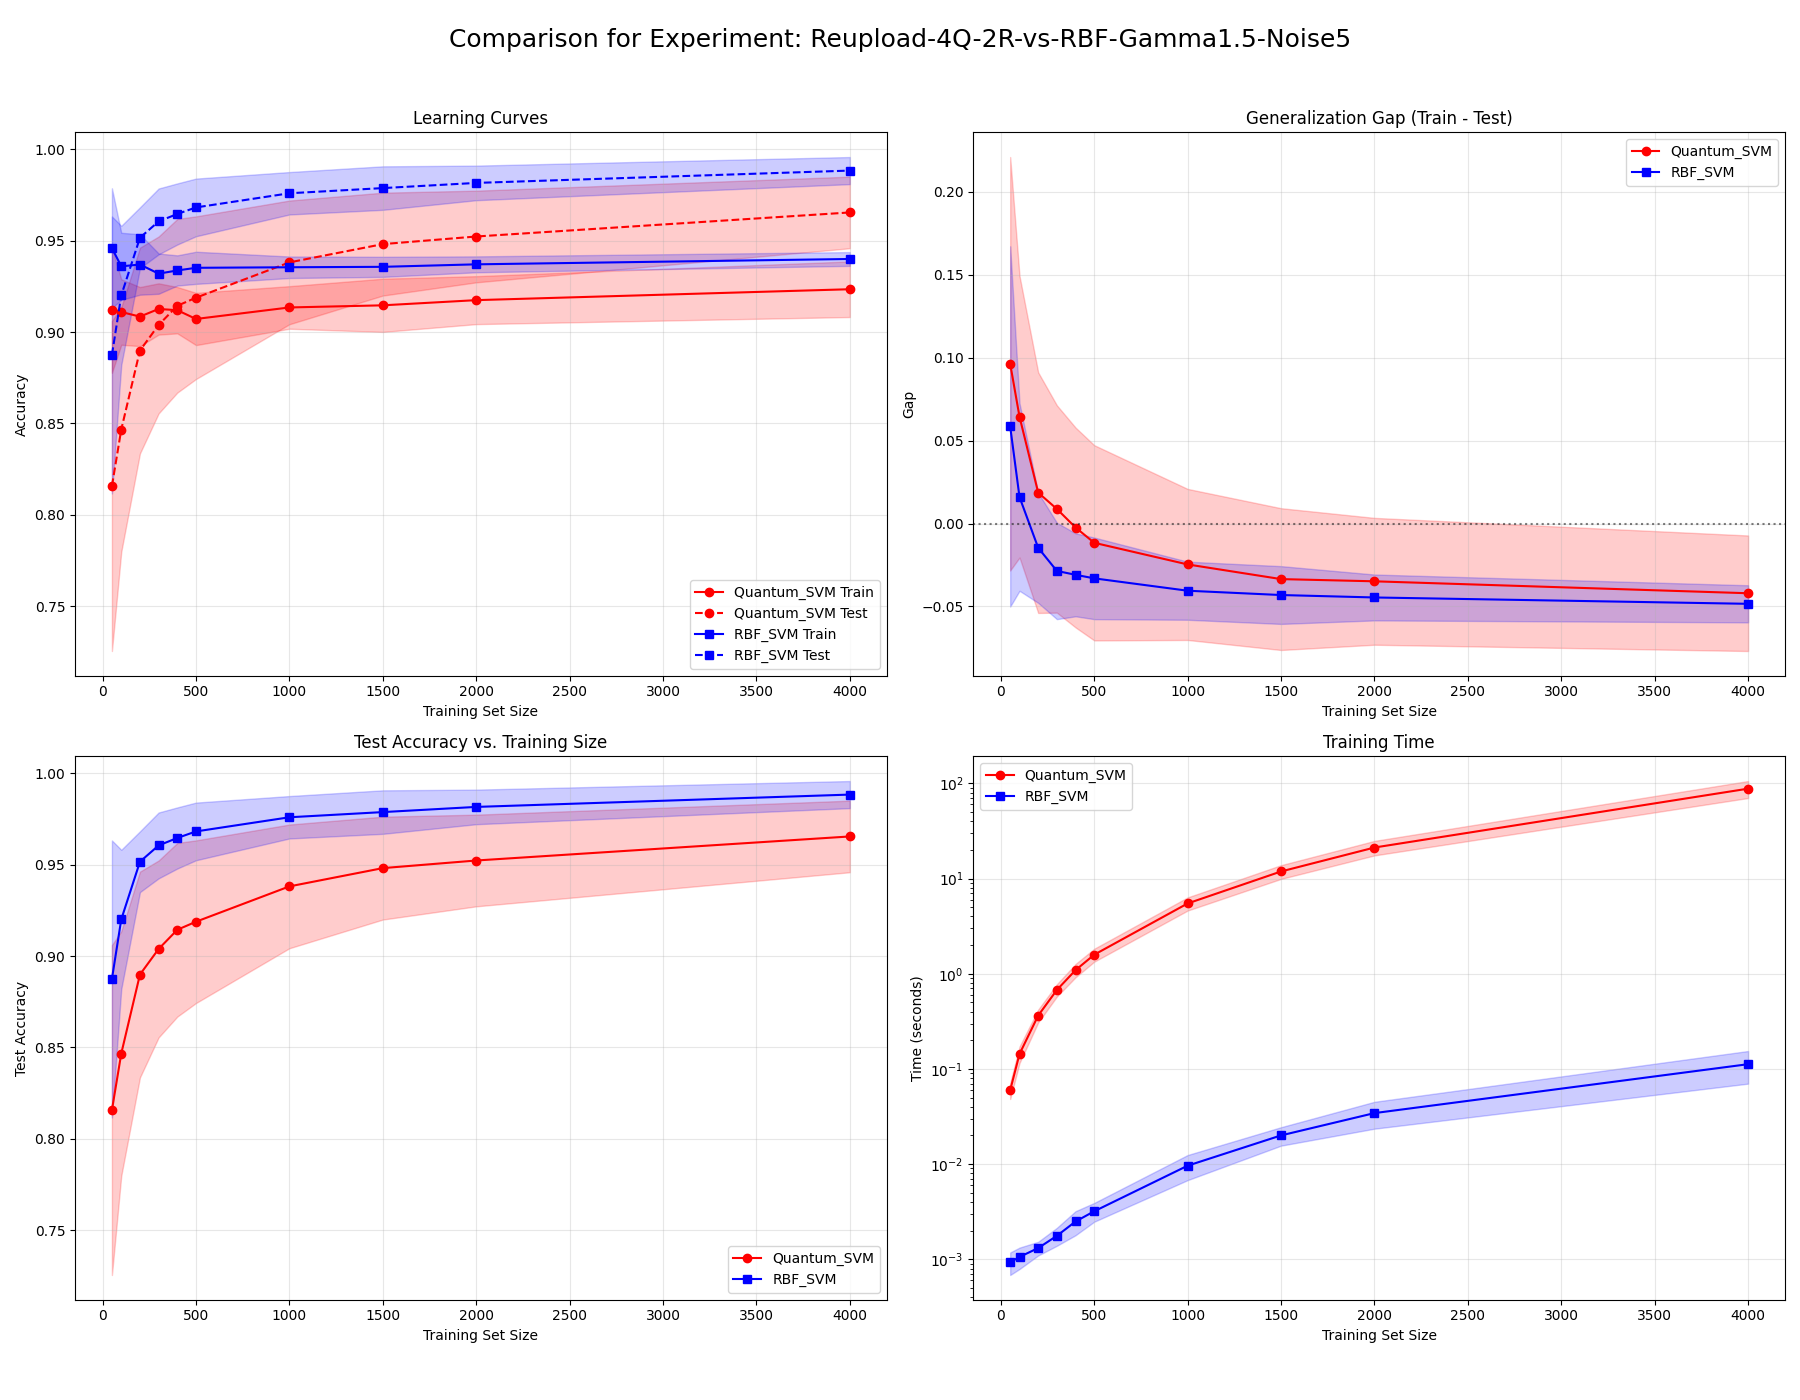 Comparison for Experiment: Reupload-4Q-2R-vs-RBF-Gamma1.5-Noise5
Learning Curves
1.00
0.95
0.90
0.85
0.80
0.75
Accuracy
Quantum_SVM Train
Quantum_SVM Test
RBF_SVM Train
RBF_SVM Test
0 500 1000 1500 2000 2500 3000 3500 4000
Training Set Size
Generalization Gap (Train - Test)
Quantum_SVM
RBF_SVM
0.20
0.15
0.10
0.05
0.00
−0.05
Gap
0 500 1000 1500 2000 2500 3000 3500 4000
Training Set Size
Test Accuracy vs. Training Size
1.00
0.95
0.90
0.85
0.80
0.75
Test Accuracy
Quantum_SVM
RBF_SVM
0 500 1000 1500 2000 2500 3000 3500 4000
Training Set Size
Training Time
Quantum_SVM
RBF_SVM
10²
10¹
10⁰
10⁻¹
10⁻²
10⁻³
Time (seconds)
0 500 1000 1500 2000 2500 3000 3500 4000
Training Set Size